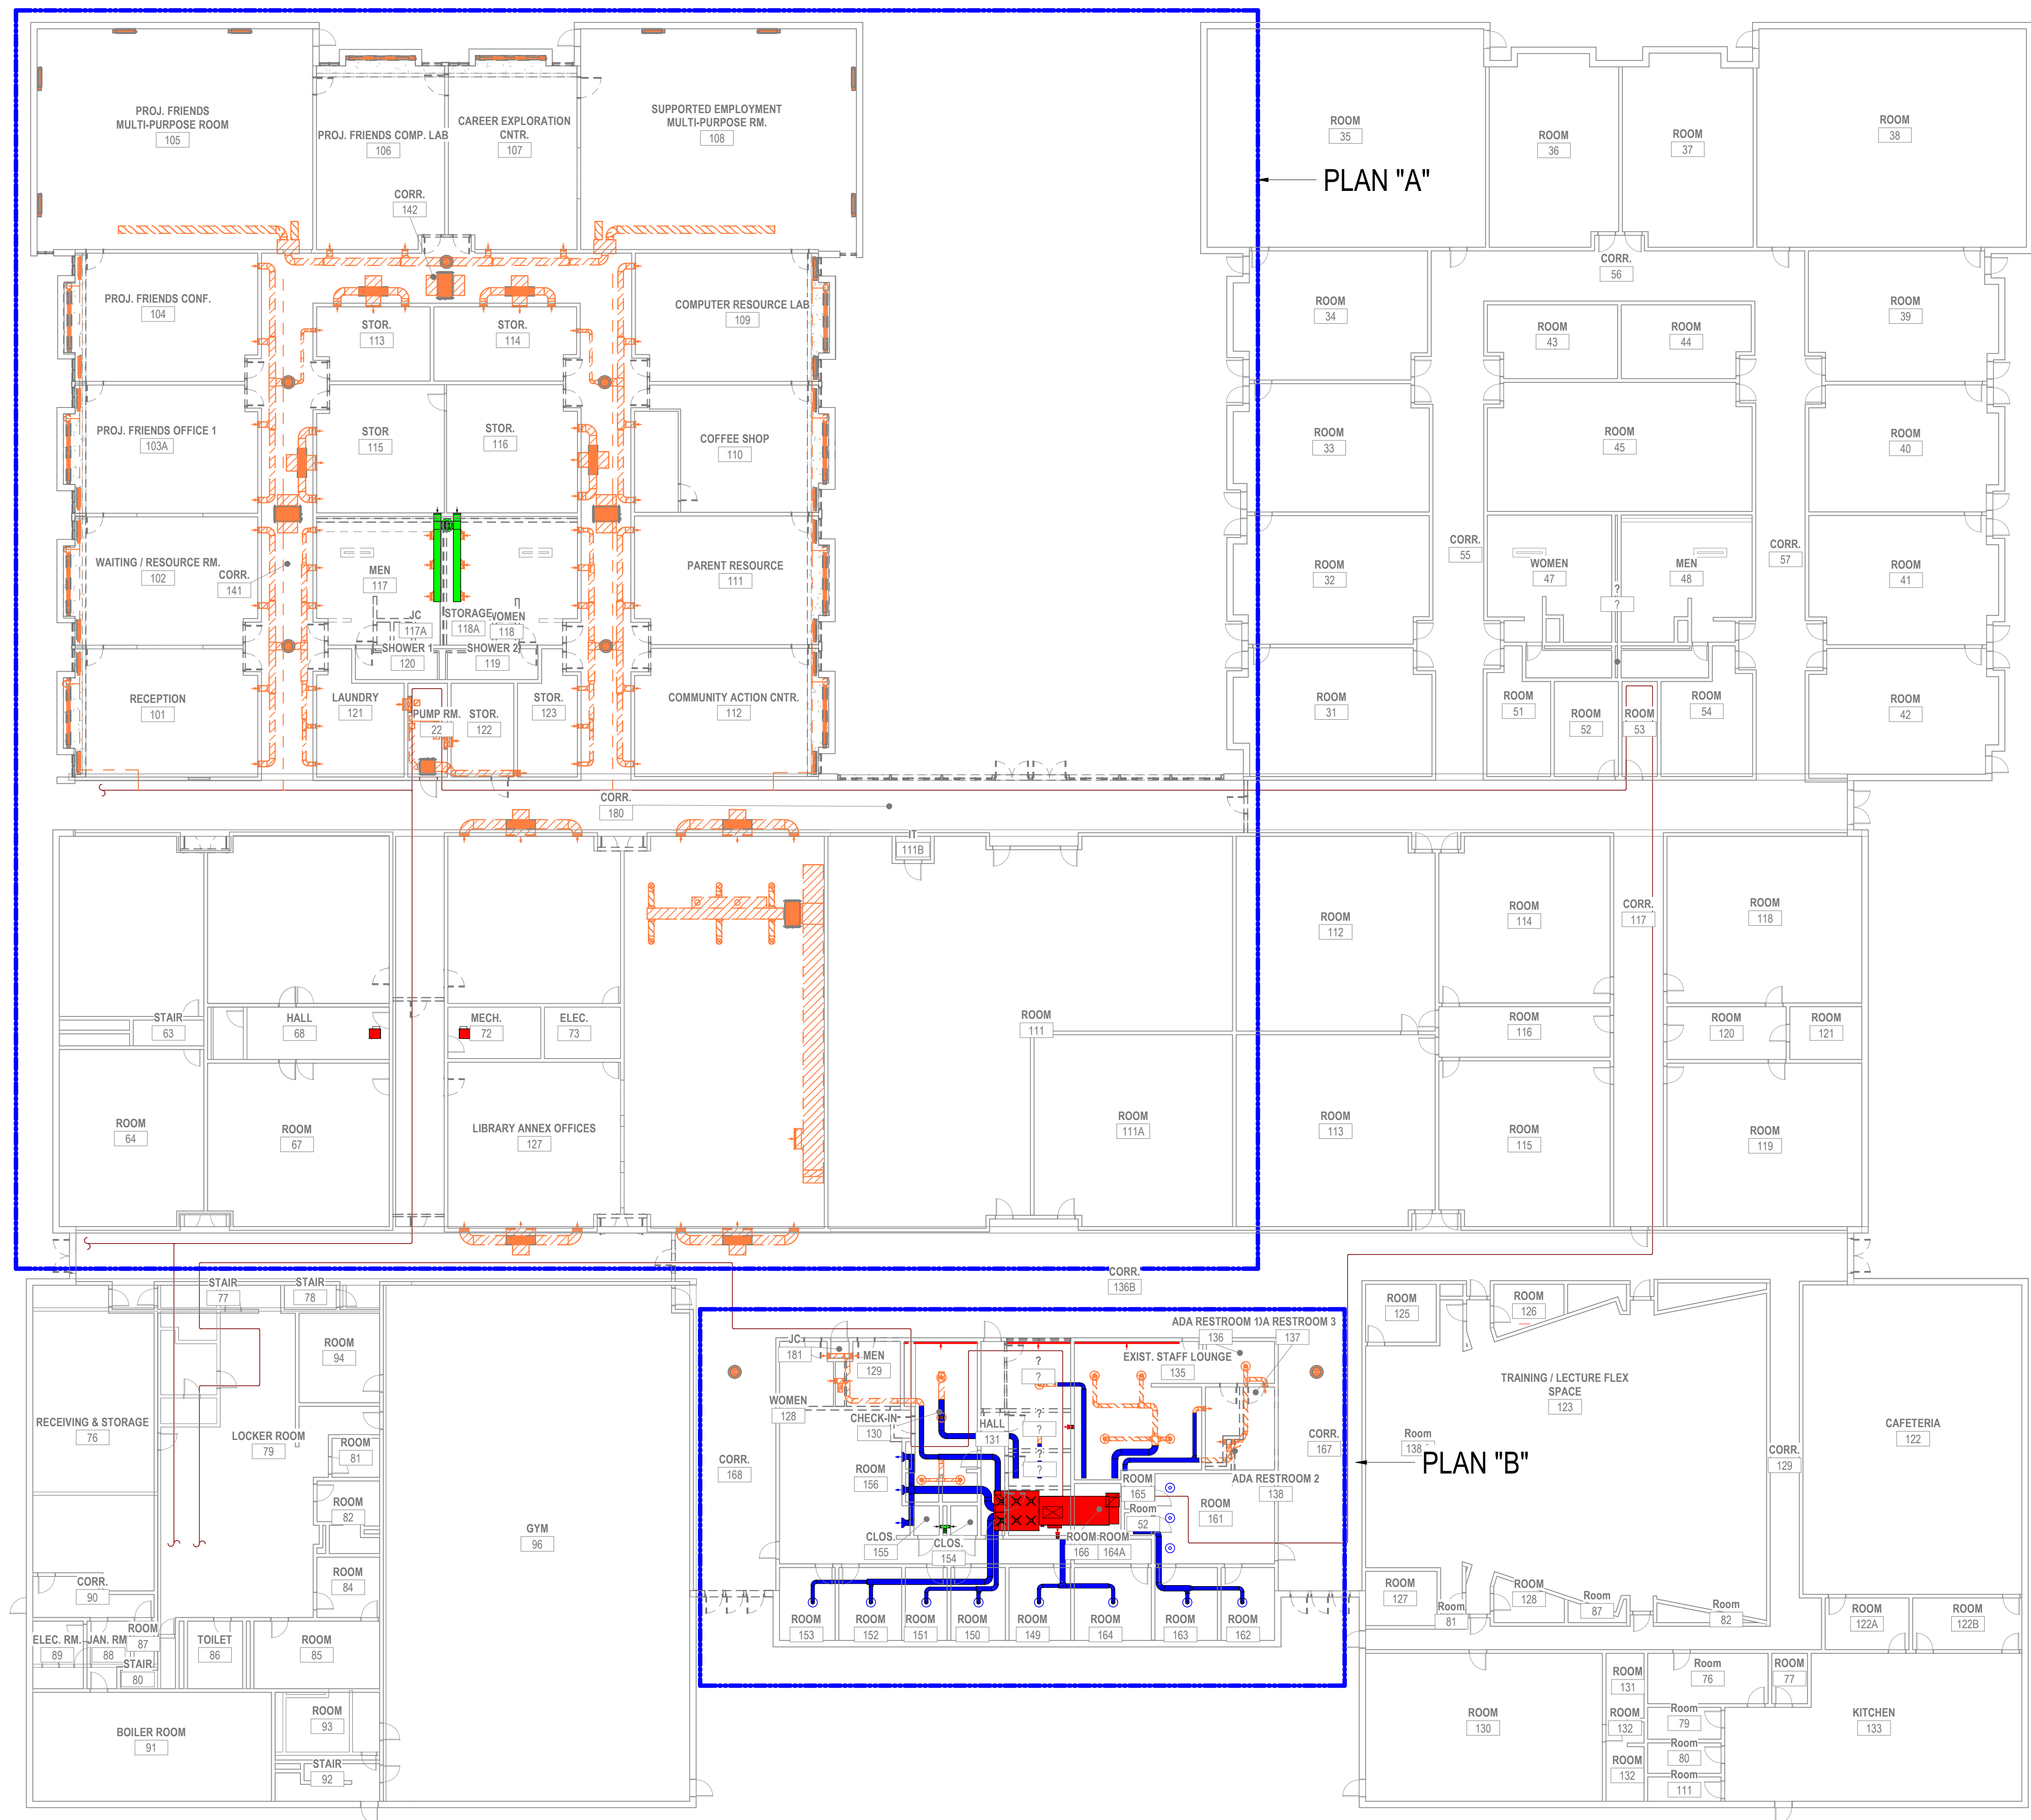 PROJ. FRIENDS
MULTI-PURPOSE ROOM
105
PROJ. FRIENDS COMP. LAB
106
CAREER EXPLORATION
CNTR.
107
SUPPORTED EMPLOYMENT
MULTI-PURPOSE RM.
108
CORR.
142
PLAN "A"
ROOM
35
ROOM
36
ROOM
37
ROOM
38
CORR.
56
PROJ. FRIENDS CONF.
104
STOR.
113
STOR.
114
COMPUTER RESOURCE LAB
109
ROOM
34
ROOM
43
ROOM
44
ROOM
39
PROJ. FRIENDS OFFICE 1
103A
STOR
115
STOR.
116
COFFEE SHOP
110
ROOM
33
ROOM
45
ROOM
40
WAITING / RESOURCE RM.
102
CORR.
141
MEN
117
JC
117A
STORAGE
118A
WOMEN
118
SHOWER 1
120
SHOWER 2
119
PARENT RESOURCE
111
ROOM
32
CORR.
55
WOMEN
47
MEN
48
?
?
CORR.
57
ROOM
41
RECEPTION
101
LAUNDRY
121
PUMP RM.
22
STOR.
122
STOR.
123
COMMUNITY ACTION CNTR.
112
ROOM
31
ROOM
51
ROOM
52
ROOM
53
ROOM
54
ROOM
42
CORR.
180
IT
111B
STAIR
63
HALL
68
MECH.
72
ELEC.
73
ROOM
111
ROOM
112
ROOM
114
CORR.
117
ROOM
118
ROOM
116
ROOM
120
ROOM
121
ROOM
64
ROOM
67
LIBRARY ANNEX OFFICES
127
ROOM
111A
ROOM
113
ROOM
115
ROOM
119
CORR.
136B
STAIR
77
STAIR
78
ROOM
94
RECEIVING & STORAGE
76
LOCKER ROOM
79
ROOM
81
ROOM
82
ROOM
84
GYM
96
CORR.
90
ELEC. RM.
89
JAN. RM
88
ROOM
87
STAIR
80
TOILET
86
ROOM
85
BOILER ROOM
91
ROOM
93
STAIR
92
JC
181
MEN
129
WOMEN
128
CHECK-IN
130
HALL
131
?
?
?
?
?
?
EXIST. STAFF LOUNGE
135
ADA RESTROOM 1
136
DA RESTROOM 3
137
CORR.
168
ROOM
156
CORR.
167
ADA RESTROOM 2
138
ROOM
165
Room
52
ROOM
161
CLOS.
155
CLOS.
154
ROOM
166
ROOM
164A
ROOM
153
ROOM
152
ROOM
151
ROOM
150
ROOM
149
ROOM
164
ROOM
163
ROOM
162
PLAN "B"
ROOM
125
ROOM
126
TRAINING / LECTURE FLEX
SPACE
123
Room
138
CORR.
129
CAFETERIA
122
ROOM
127
Room
81
ROOM
128
Room
87
Room
82
ROOM
122A
ROOM
122B
ROOM
130
ROOM
131
ROOM
132
ROOM
132
Room
76
ROOM
77
Room
79
Room
80
Room
111
KITCHEN
133